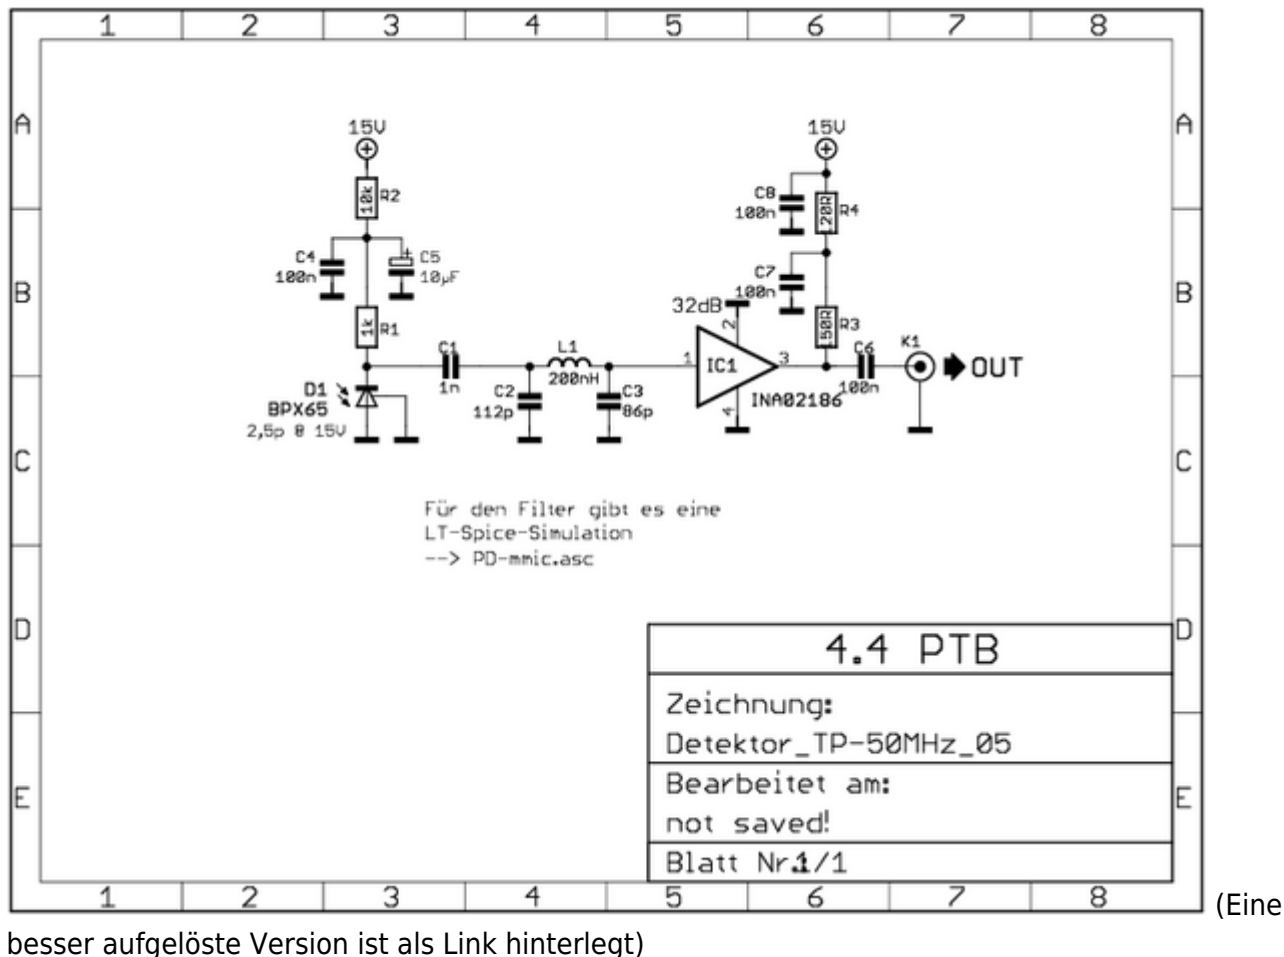 1 2 3 4 5 6 7 8
A A
15V 15V
10k R2
C8
100n
120R R4
C4
100n
+
C5
10µF
C7
100n
B B
32dB
2
1k R1
50R R3
K1
C1
1n
L1
200nH
1 IC1 3
C6
100n
OUT
D1
BPX65
2,5p @ 15V
C2
112p
C3
86p
4
INA02186
C C
Für den Filter gibt es eine
LT-Spice-Simulation
--> PD-mmic.asc
D D
4.4 PTB
Zeichnung:
Detektor_TP-50MHz_05
Bearbeitet am:
not saved!
E E
Blatt Nr.1/1
1 2 3 4 5 6 7 8
(Eine
besser aufgelöste Version ist als Link hinterlegt)